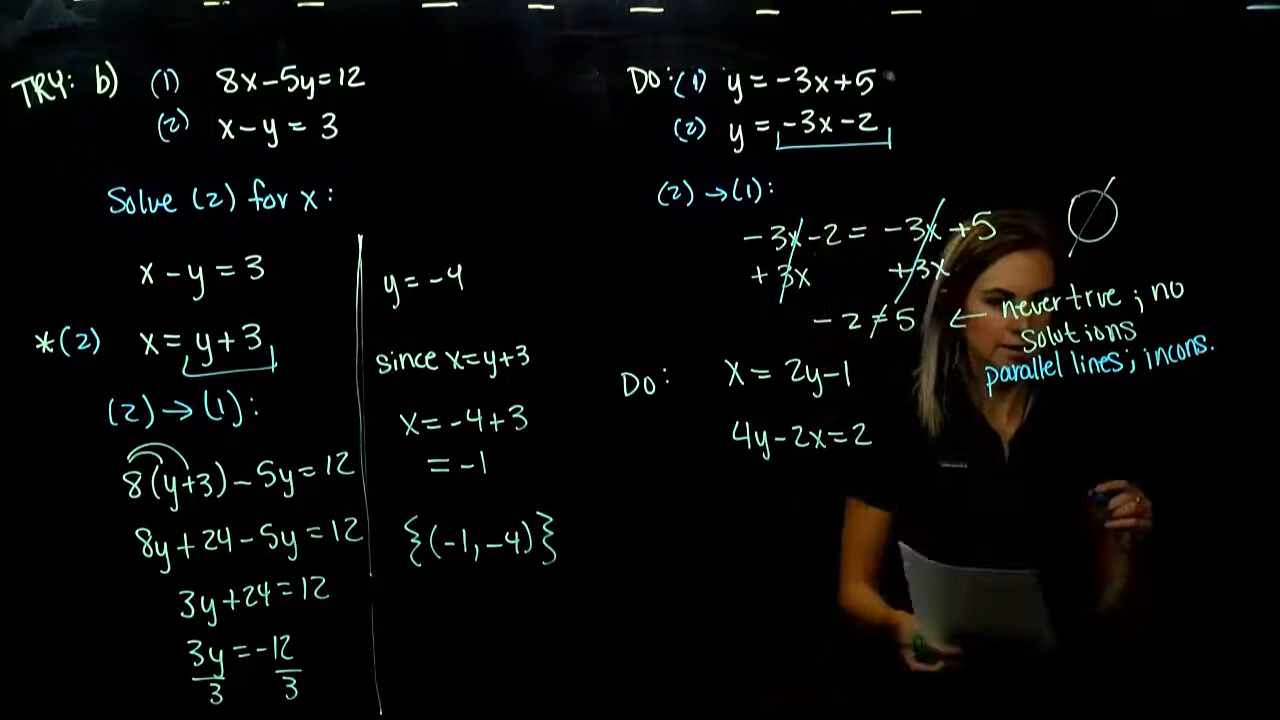 TRY: b) (1) 8x-5y=12
(2) x-y=3
Solve (2) for x:
x-y=3
*(2) x=y+3
(2)→(1):
8(y+3)-5y=12
8y+24-5y=12
3y+24=12
3y=-12
3 3
y=-4
since x=y+3
x=-4+3
=-1
{(-1,-4)}
DO: (1) y=-3x+5
(2) y=-3x-2
(2)→(1):
-3x-2=-3x+5 ∅
+3x +3x
-2≠5 ← never true; no
solutions
parallel lines; incons.
DO: x=2y-1
4y-2x=2